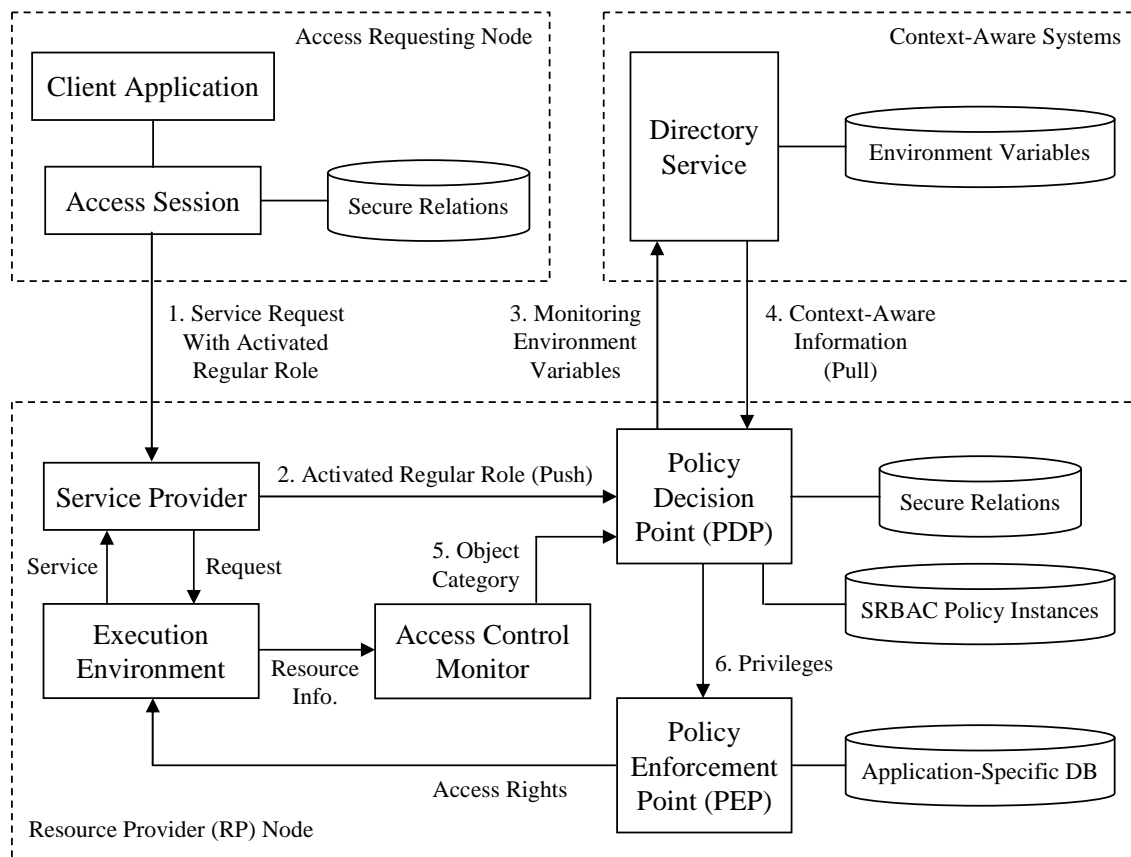 Access Requesting Node
Client Application
Access Session
Secure Relations
Context-Aware Systems
Directory
Service
Environment Variables
1. Service Request
With Activated
Regular Role
3. Monitoring
Environment
Variables
4. Context-Aware
Information
(Pull)
Service Provider
2. Activated Regular Role (Push)
Policy
Decision
Point (PDP)
Secure Relations
SRBAC Policy Instances
Service
Request
5. Object
Category
Execution
Environment
Resource
Info.
Access Control
Monitor
6. Privileges
Policy
Enforcement
Point (PEP)
Application-Specific DB
Access Rights
Resource Provider (RP) Node